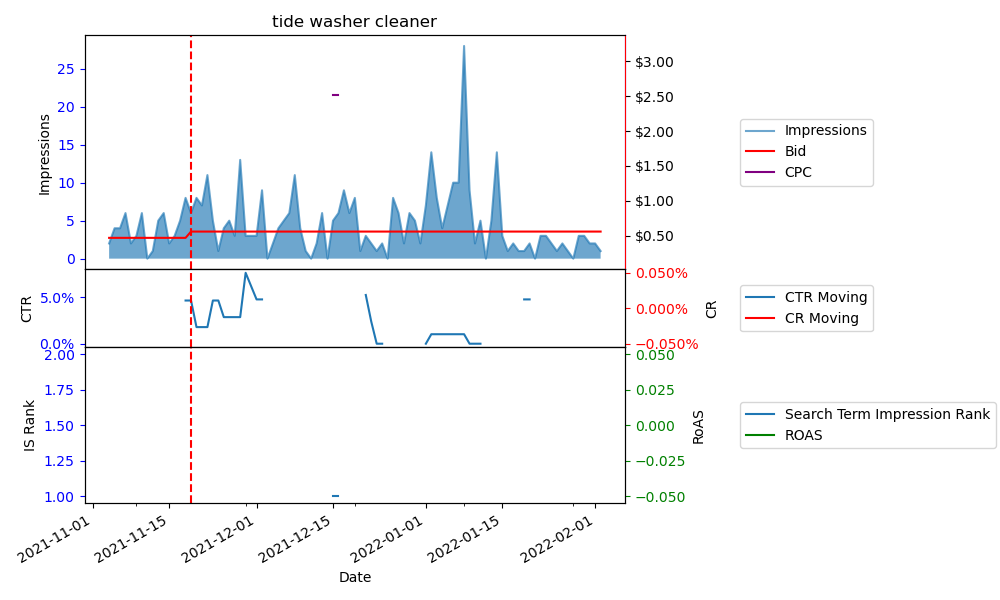 tide washer cleaner
Impressions
25
20
15
10
5
0
$3.00
$2.50
$2.00
$1.50
$1.00
$0.50
Impressions
Bid
CPC
CTR
5.0%
0.0%
0.050%
0.000%
−0.050%
CR
CTR Moving
CR Moving
IS Rank
2.00
1.75
1.50
1.25
1.00
0.050
0.025
0.000
−0.025
−0.050
RoAS
Search Term Impression Rank
ROAS
2021-11-01
2021-11-15
2021-12-01
2021-12-15
2022-01-01
2022-01-15
2022-02-01
Date